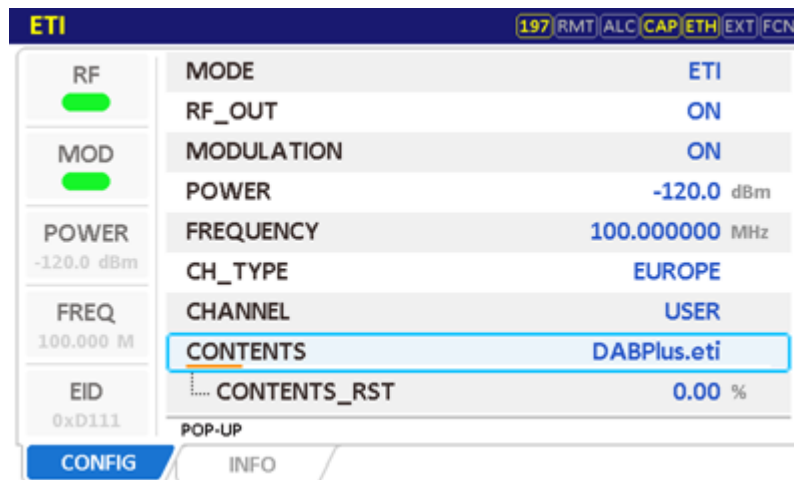 ETI 197 RMT ALC CAP ETH EXT FCN
RF
MOD
POWER
-120.0 dBm
FREQ
100.000 M
EID
0xD111
MODE ETI
RF_OUT ON
MODULATION ON
POWER -120.0 dBm
FREQUENCY 100.000000 MHz
CH_TYPE EUROPE
CHANNEL USER
CONTENTS DABPlus.eti
CONTENTS_RST 0.00 %
POP-UP
CONFIG INFO